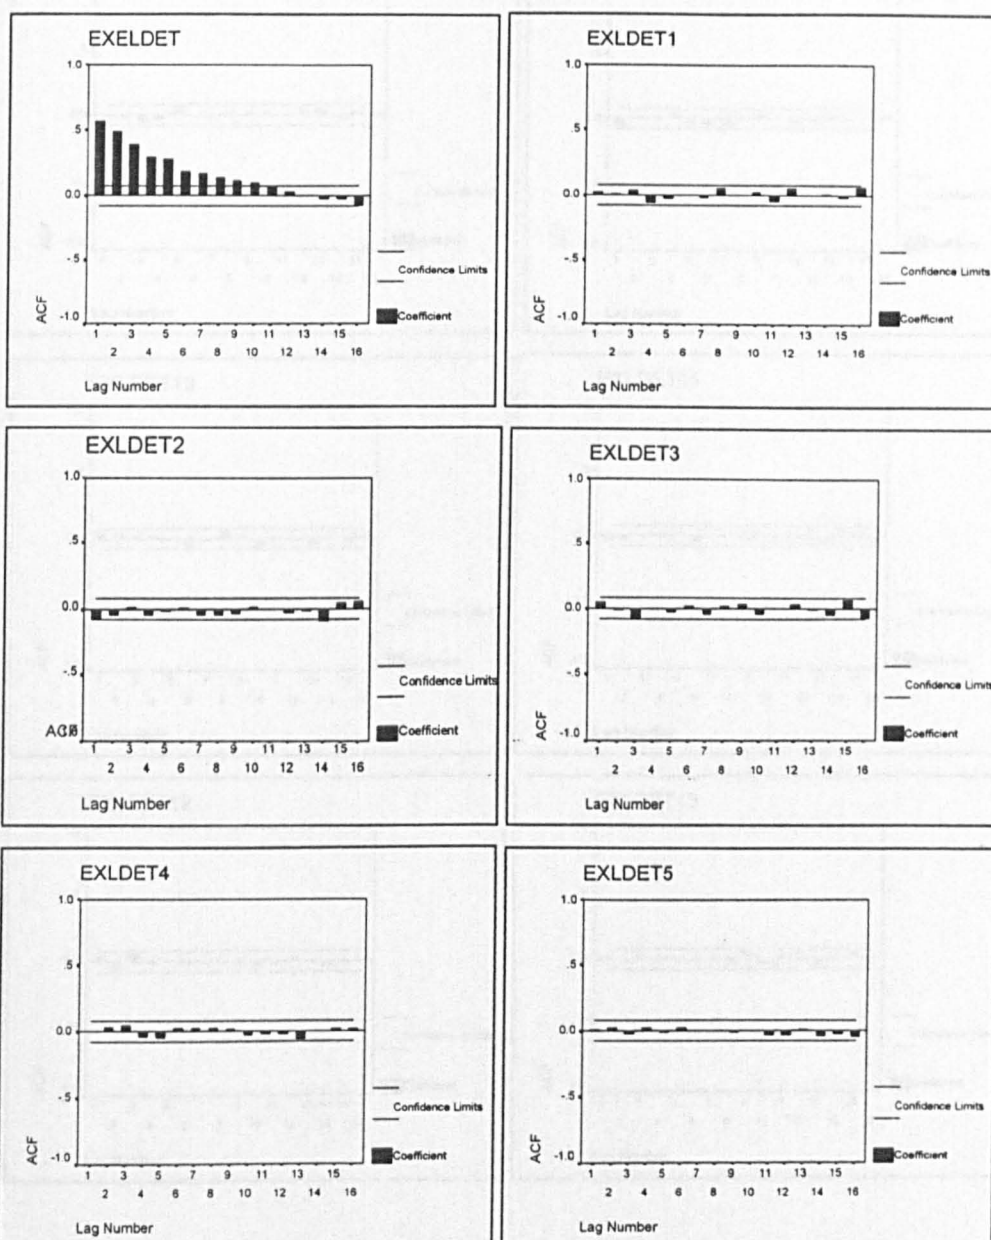 EXELDET
1.0
.5
0.0
-.5
-1.0
ACF
1 3 5 7 9 11 13 15
2 4 6 8 10 12 14 16
Lag Number
Confidence Limits
Coefficient
EXLDET1
1.0
.5
0.0
-.5
-1.0
ACF
1 3 5 7 9 11 13 15
2 4 6 8 10 12 14 16
Lag Number
Confidence Limits
Coefficient
EXLDET2
1.0
.5
0.0
-.5
ACF
1 3 5 7 9 11 13 15
2 4 6 8 10 12 14 16
Lag Number
Confidence Limits
Coefficient
EXLDET3
1.0
.5
0.0
-.5
-1.0
ACF
1 3 5 7 9 11 13 15
2 4 6 8 10 12 14 16
Lag Number
Confidence Limits
Coefficient
EXLDET4
1.0
.5
0.0
-.5
-1.0
ACF
1 3 5 7 9 11 13 15
2 4 6 8 10 12 14 16
Lag Number
Confidence Limits
Coefficient
EXLDET5
1.0
.5
0.0
-.5
-1.0
ACF
1 3 5 7 9 11 13 15
2 4 6 8 10 12 14 16
Lag Number
Confidence Limits
Coefficient